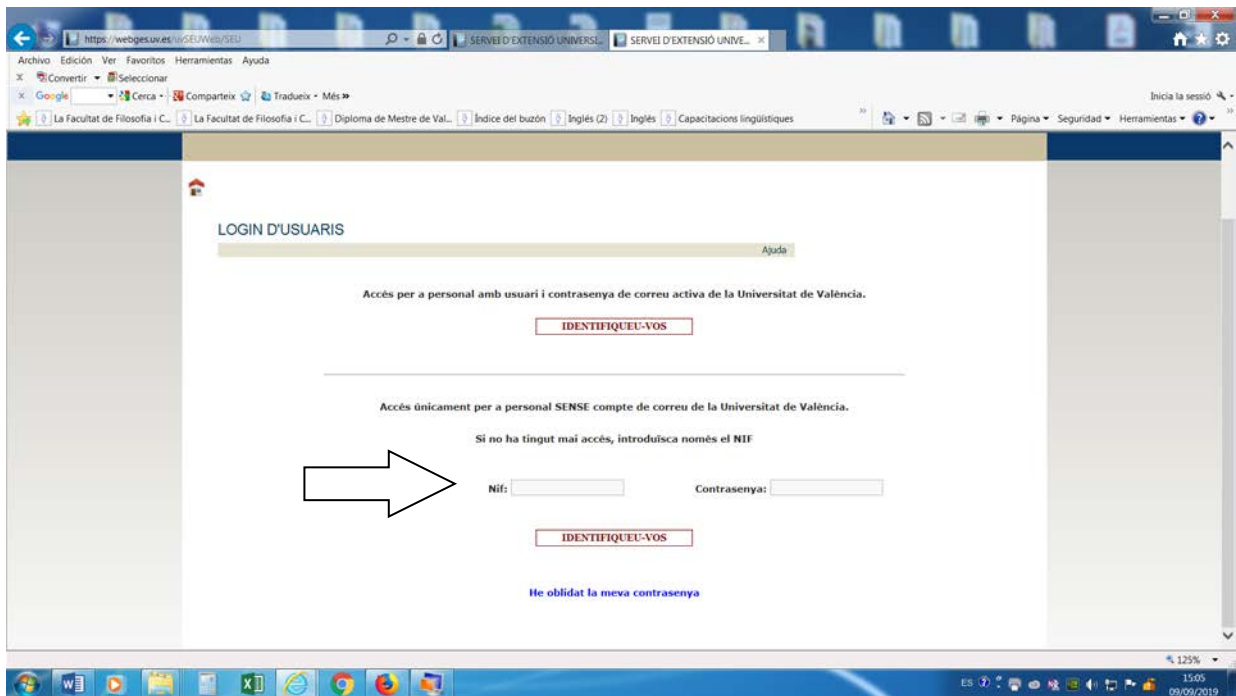 https://webges.uv.es/uvSEUWeb/SEU
SERVEI D'EXTENSIÓ UNIVERSI...
SERVEI D'EXTENSIÓ UNIVE...
Archivo Edición Ver Favoritos Herramientas Ayuda
x Convertir Seleccionar
x Google Cerca Comparteix Tradueix Més »
Inicia la sessió
La Facultat de Filosofia i C... La Facultat de Filosofia i C... Diploma de Mestre de Val... Índice del buzón Inglés (2) Inglés Capacitacions lingüístiques
Página Seguridad Herramientas
LOGIN D'USUARIS
Ajuda
Accés per a personal amb usuari i contrasenya de correu activa de la Universitat de València.
IDENTIFIQUEU-VOS
Accés únicament per a personal SENSE compte de correu de la Universitat de València.
Si no ha tingut mai accés, introduïsca només el NIF
Nif:
Contrasenya:
IDENTIFIQUEU-VOS
He oblidat la meva contrasenya
125%
ES
15:05
09/09/2019